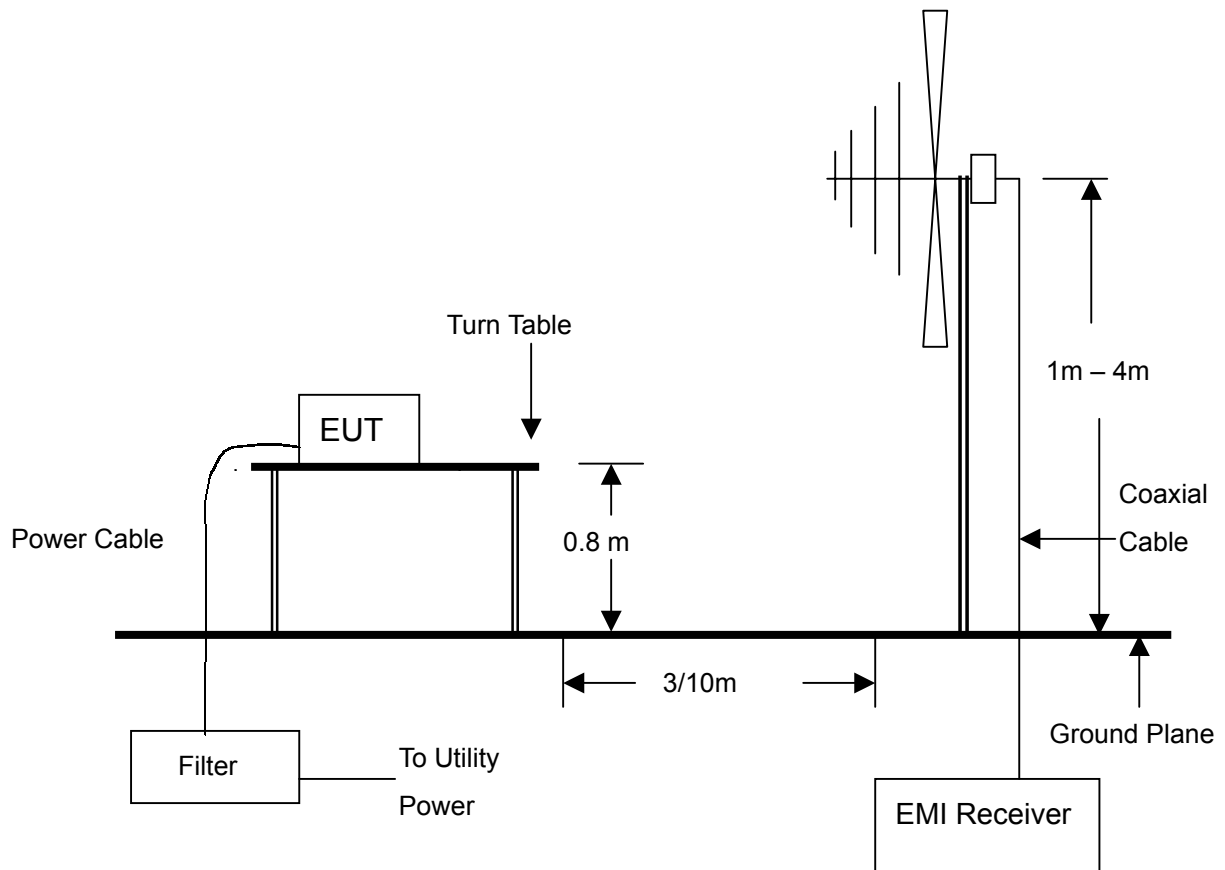 Turn Table
1m – 4m
EUT
Coaxial
Cable
Power Cable
0.8 m
3/10m
Ground Plane
Filter
To Utility
Power
EMI Receiver